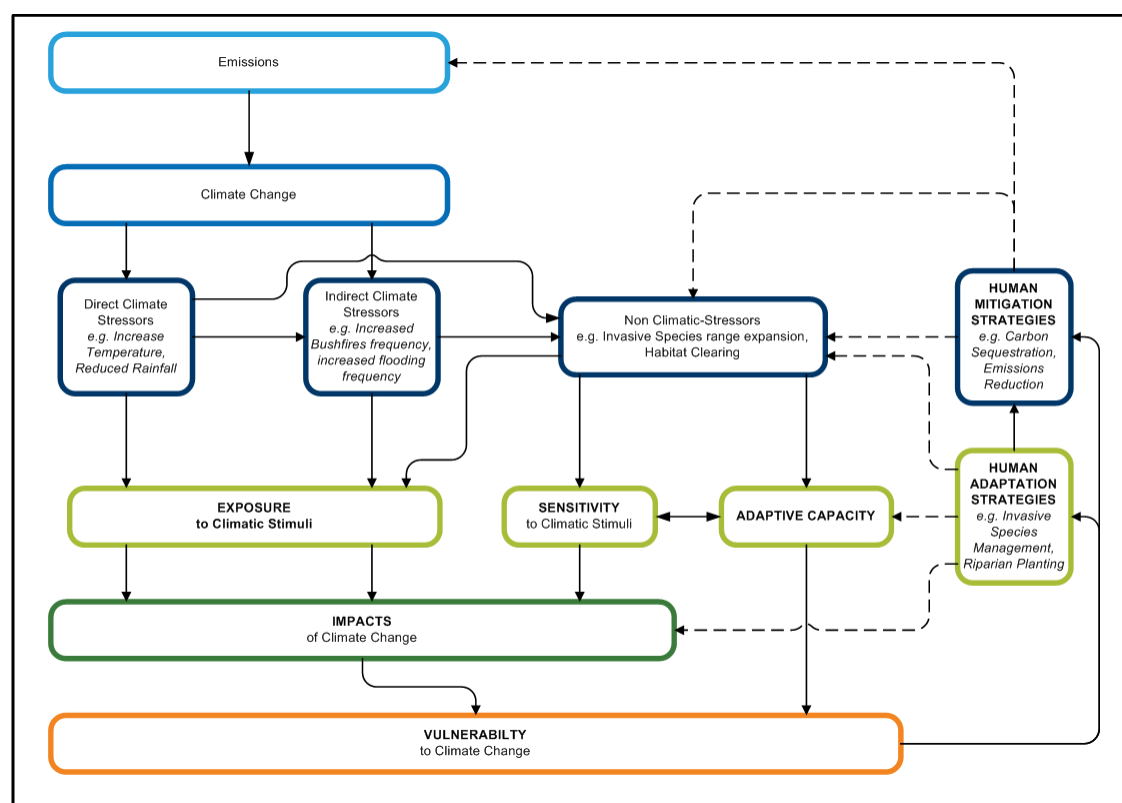 Emissions
Climate Change
Direct Climate
Stressors
e.g. Increase
Temperature,
Reduced Rainfall
Indirect Climate
Stressors
e.g. Increased
Bushfires frequency,
increased flooding
frequency
Non Climatic-Stressors
e.g. Invasive Species range expansion,
Habitat Clearing
HUMAN
MITIGATION
STRATEGIES
e.g. Carbon
Sequestration,
Emissions
Reduction
EXPOSURE
to Climatic Stimuli
SENSITIVITY
to Climatic Stimuli
ADAPTIVE CAPACITY
HUMAN
ADAPTATION
STRATEGIES
e.g. Invasive
Species
Management,
Riparian Planting
IMPACTS
of Climate Change
VULNERABILTY
to Climate Change